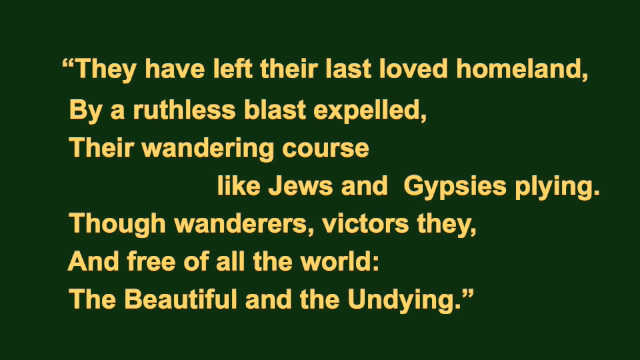 “They have left their last loved homeland,
By a ruthless blast expelled,
Their wandering course
like Jews and Gypsies plying.
Though wanderers, victors they,
And free of all the world:
The Beautiful and the Undying.”